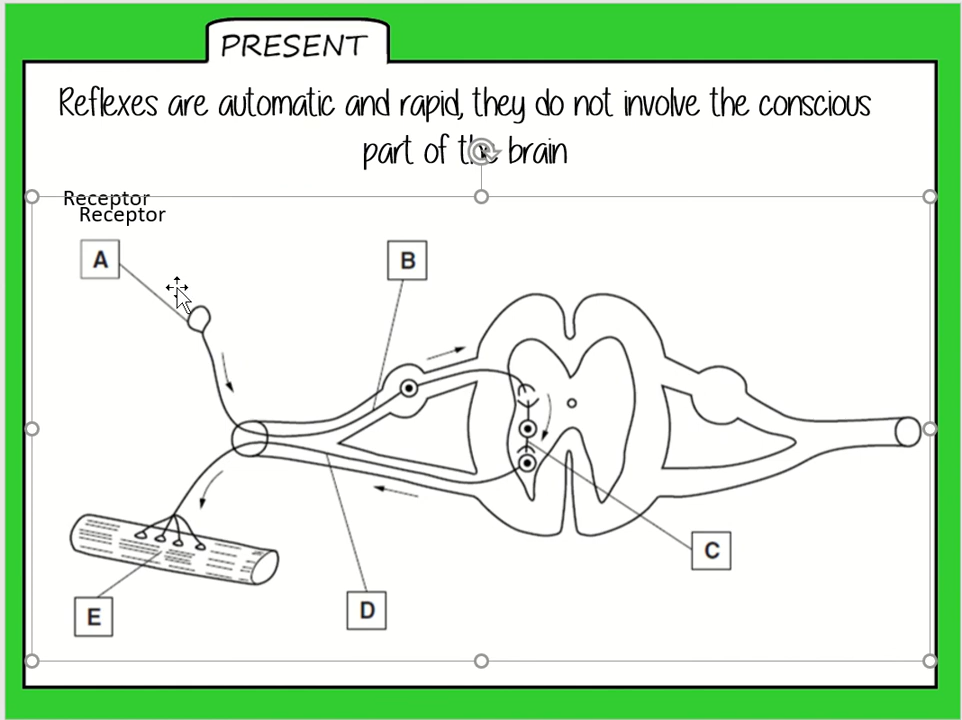 PRESENT
Reflexes are automatic and rapid, they do not involve the conscious
part of the brain
Receptor
Receptor
A
B
C
E
D